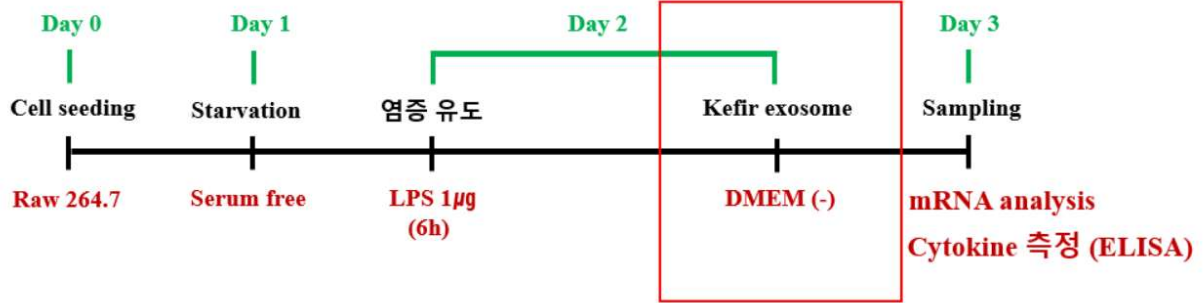 Day 0
Day 1
Day 2
Day 3
Cell seeding
Starvation
염증 유도
Kefir exosome
Sampling
Raw 264.7
Serum free
LPS 1㎍
(6h)
DMEM (-)
mRNA analysis
Cytokine 측정 (ELISA)